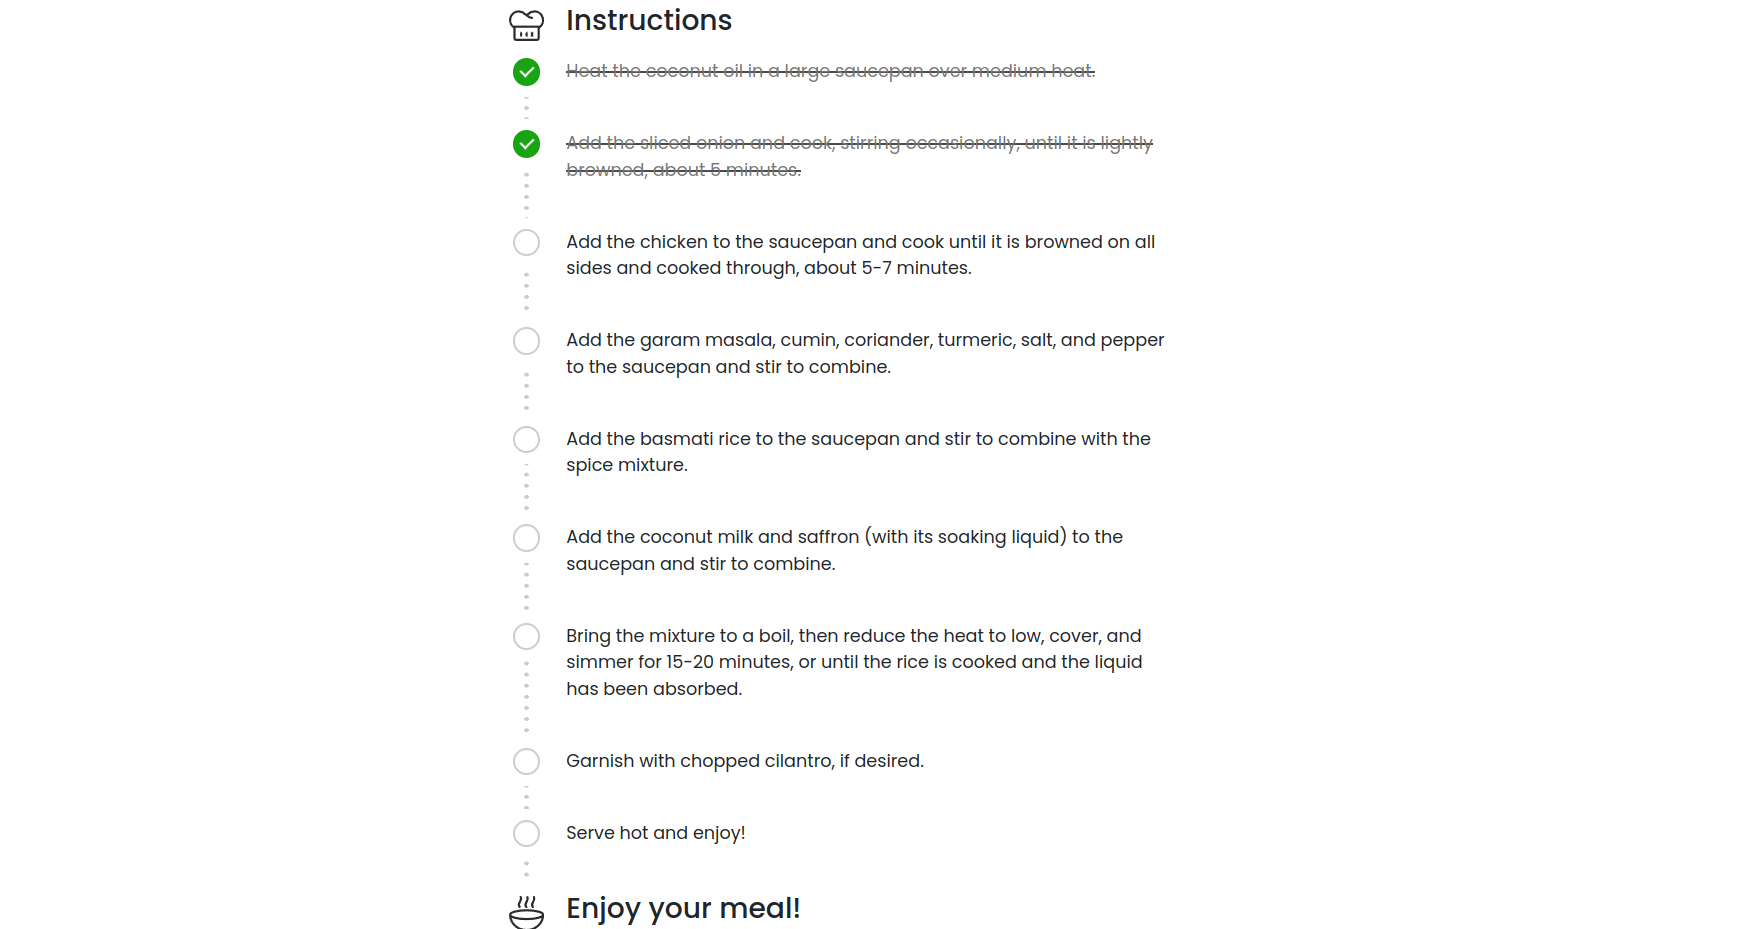 Instructions
Heat the coconut oil in a large saucepan over medium heat.
Add the sliced onion and cook, stirring occasionally, until it is lightly
browned, about 5 minutes.
Add the chicken to the saucepan and cook until it is browned on all
sides and cooked through, about 5-7 minutes.
Add the garam masala, cumin, coriander, turmeric, salt, and pepper
to the saucepan and stir to combine.
Add the basmati rice to the saucepan and stir to combine with the
spice mixture.
Add the coconut milk and saffron (with its soaking liquid) to the
saucepan and stir to combine.
Bring the mixture to a boil, then reduce the heat to low, cover, and
simmer for 15-20 minutes, or until the rice is cooked and the liquid
has been absorbed.
Garnish with chopped cilantro, if desired.
Serve hot and enjoy!
Enjoy your meal!